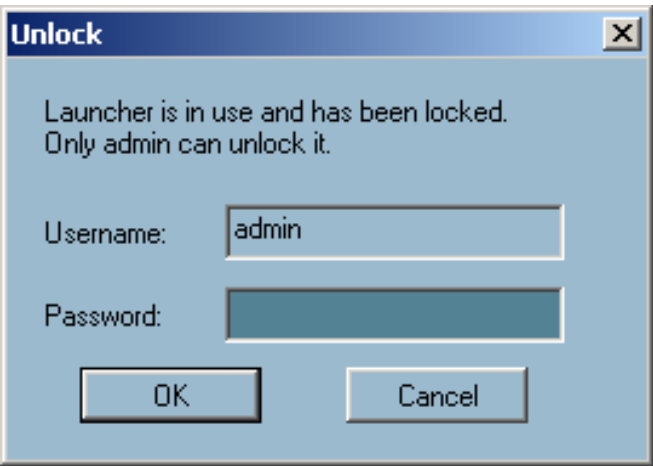 Unlock
Launcher is in use and has been locked.
Only admin can unlock it.
Username: admin
Password:
OK Cancel